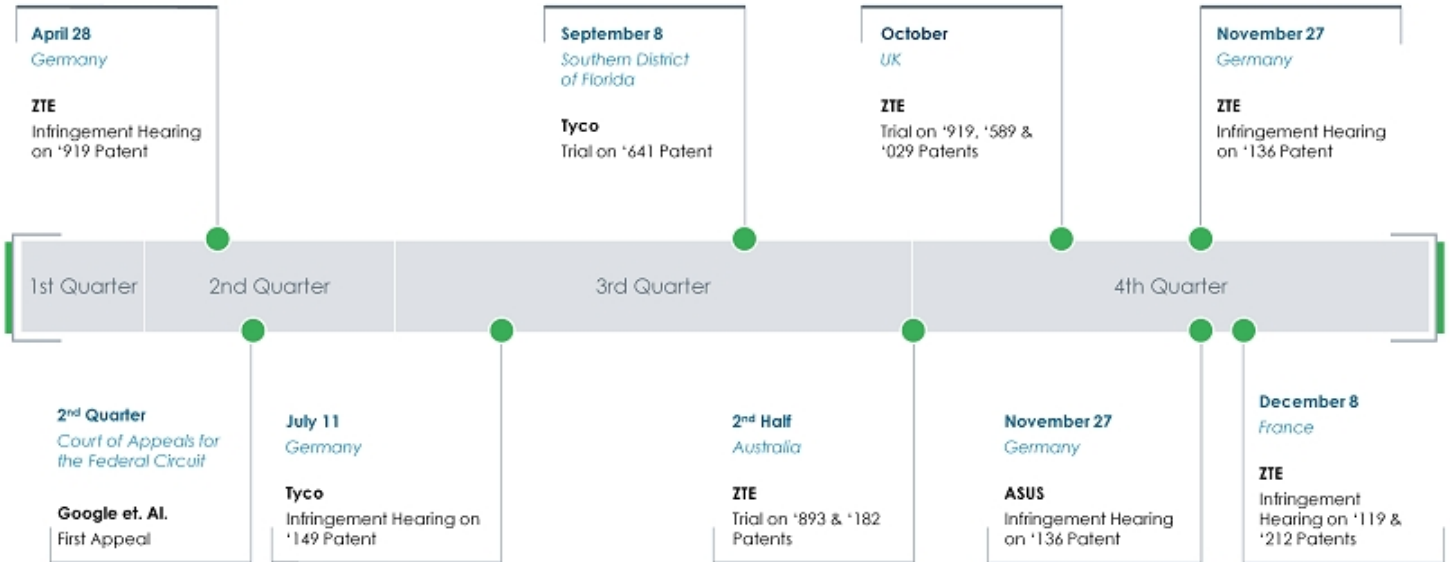 April 28
Germany
ZTE
Infringement Hearing
on ‘919 Patent
September 8
Southern District
of Florida
Tyco
Trial on ‘641 Patent
October
UK
ZTE
Trial on ‘919, ‘589 &
‘029 Patents
November 27
Germany
ZTE
Infringement Hearing
on ‘136 Patent
1st Quarter
2nd Quarter
3rd Quarter
4th Quarter
2nd Quarter
Court of Appeals for
the Federal Circuit
Google et. Al.
First Appeal
July 11
Germany
Tyco
Infringement Hearing on
‘149 Patent
2nd Half
Australia
ZTE
Trial on ‘893 & ‘182
Patents
November 27
Germany
ASUS
Infringement Hearing
on ‘136 Patent
December 8
France
ZTE
Infringement
Hearing on ‘119 &
‘212 Patents